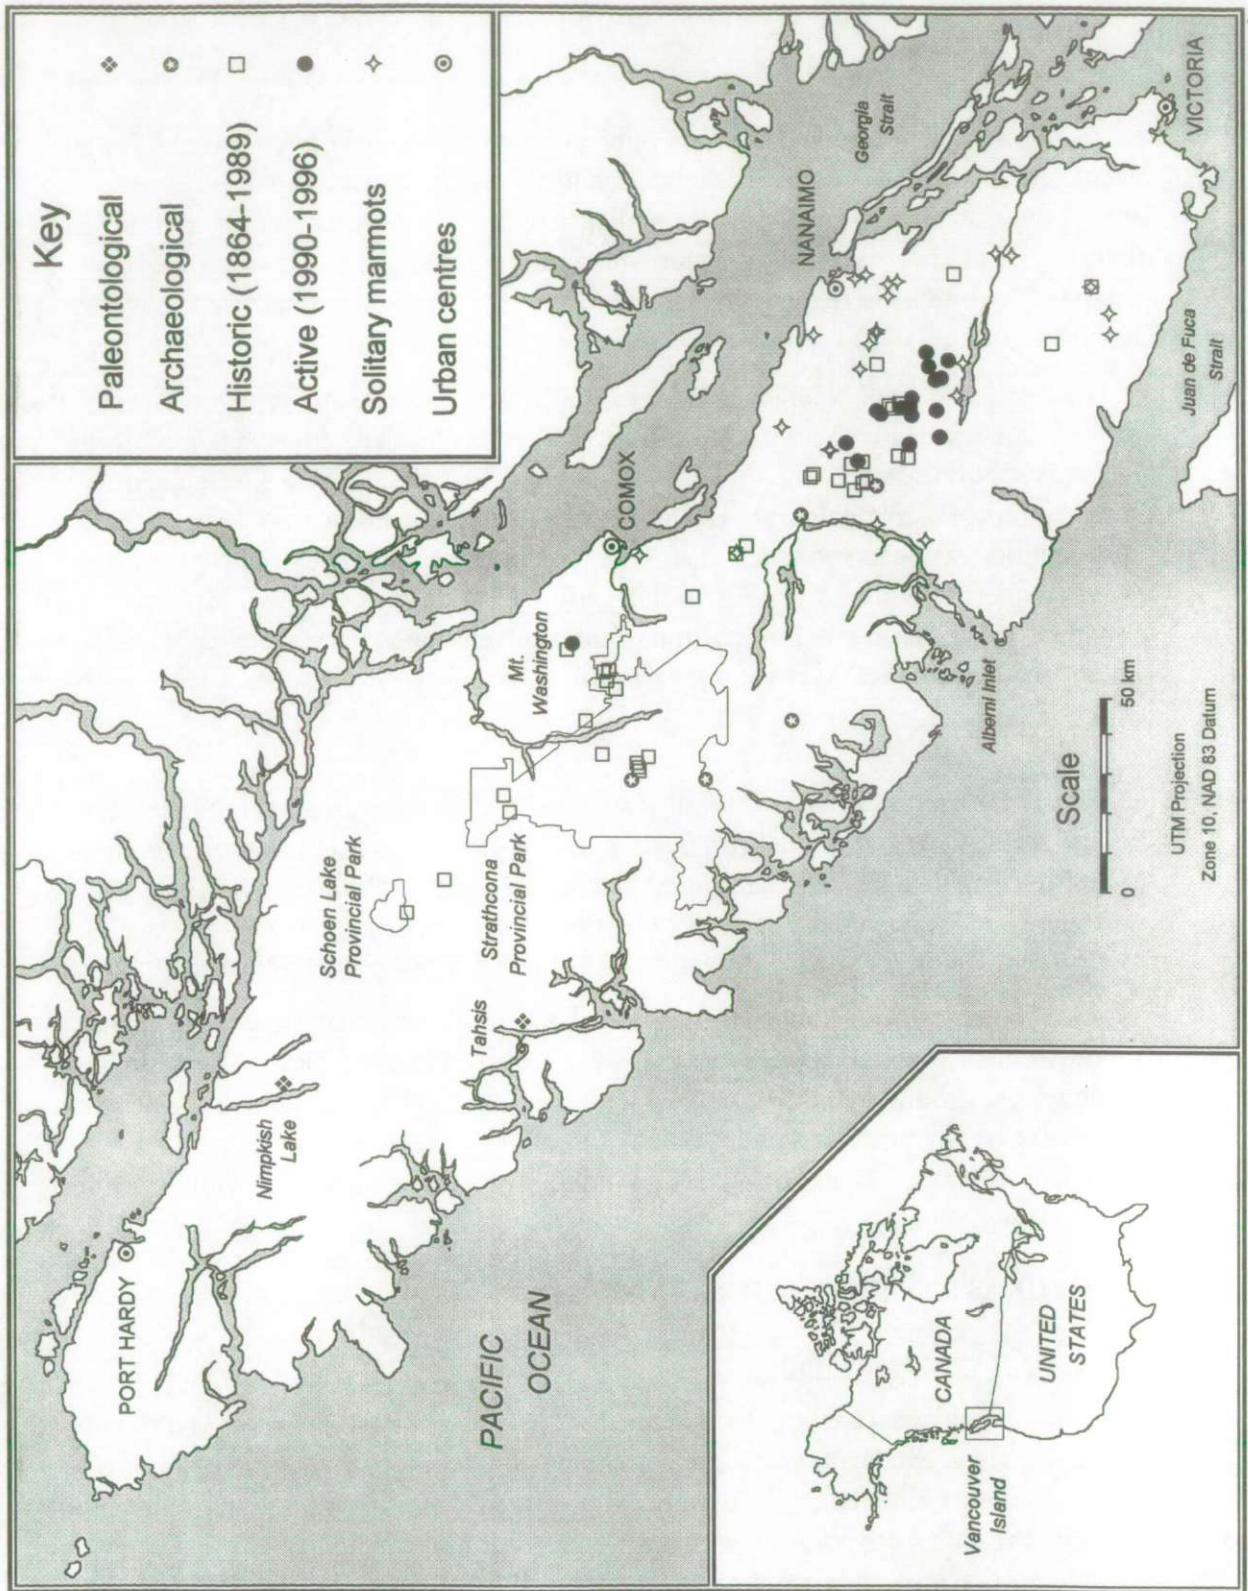 Key
Paleontological
Archaeological
Historic (1864-1989)
Active (1990-1996)
Solitary marmots
Urban centres
PORT HARDY
Nimpkish
Lake
Schoen Lake
Provincial Park
Tahsis
Strathcona
Provincial Park
Mt.
Washington
COMOX
NANAIMO
Georgia
Strait
VICTORIA
Juan de Fuca
Strait
Alberni Inlet
PACIFIC
OCEAN
Scale
0
50 km
UTM Projection
Zone 10, NAD 83 Datum
CANADA
UNITED
STATES
Vancouver
Island